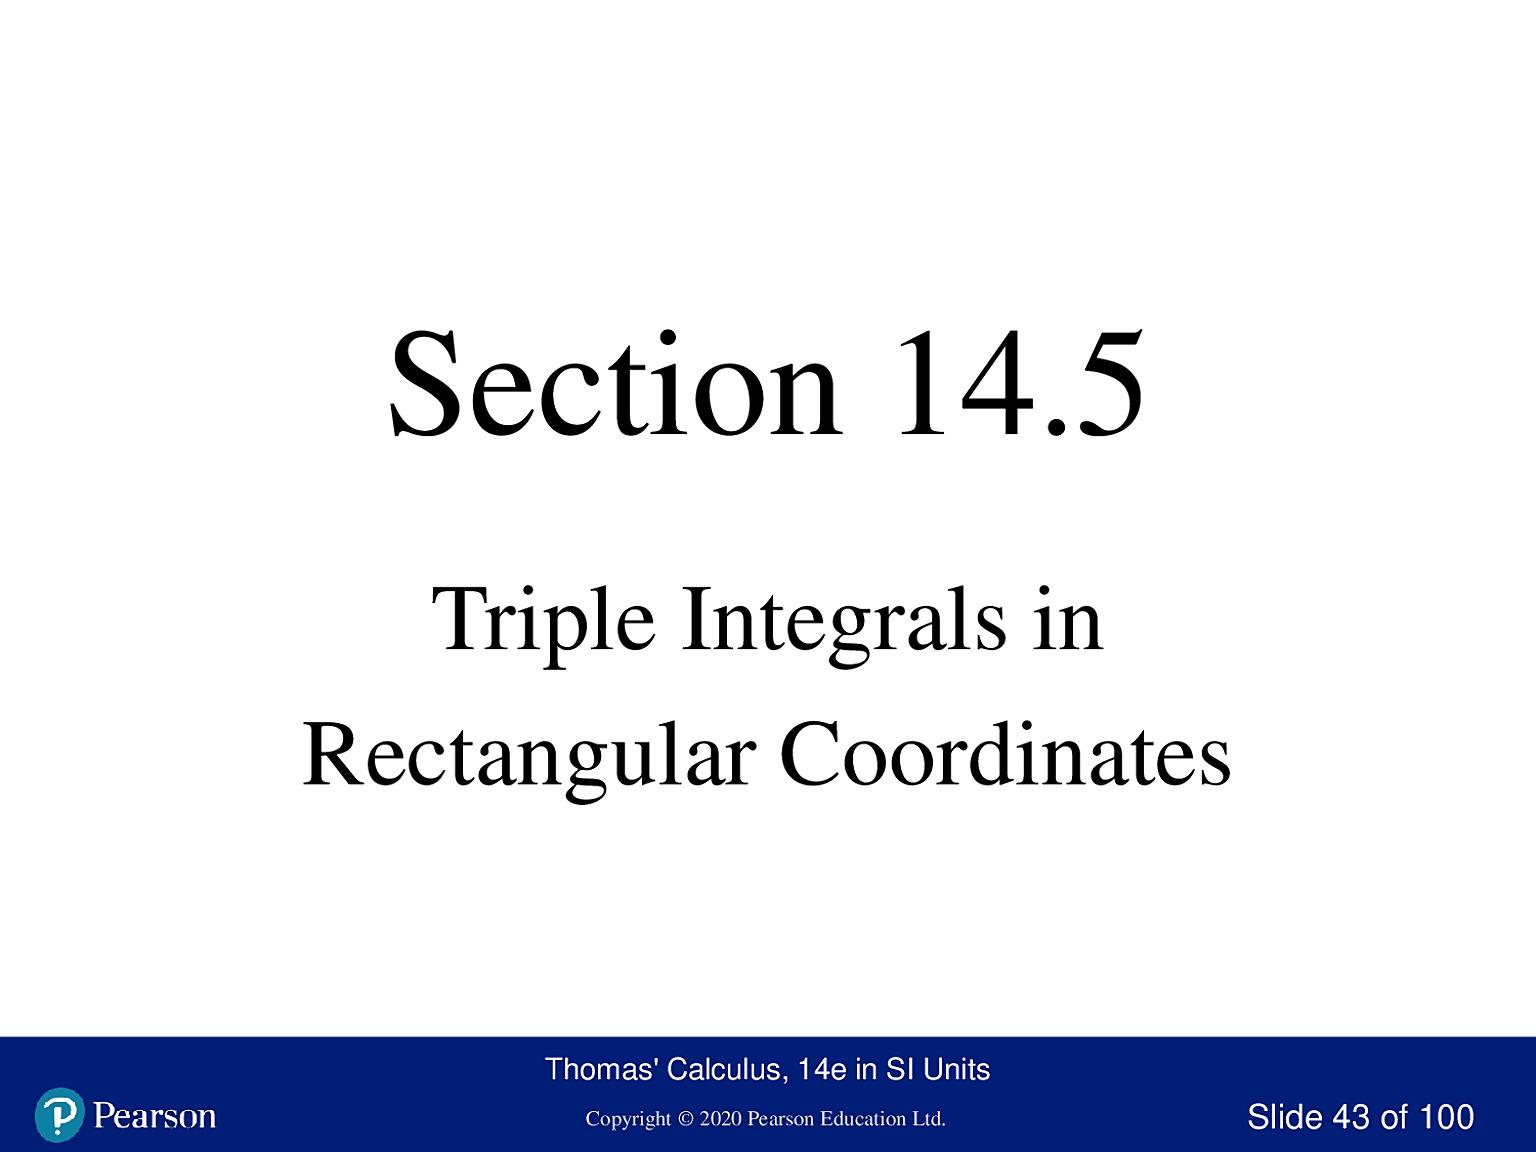 Section 14.5
Triple Integrals in
Rectangular Coordinates
Thomas' Calculus, 14e in SI Units
Pearson
Copyright © 2020 Pearson Education Ltd.
Slide 43 of 100